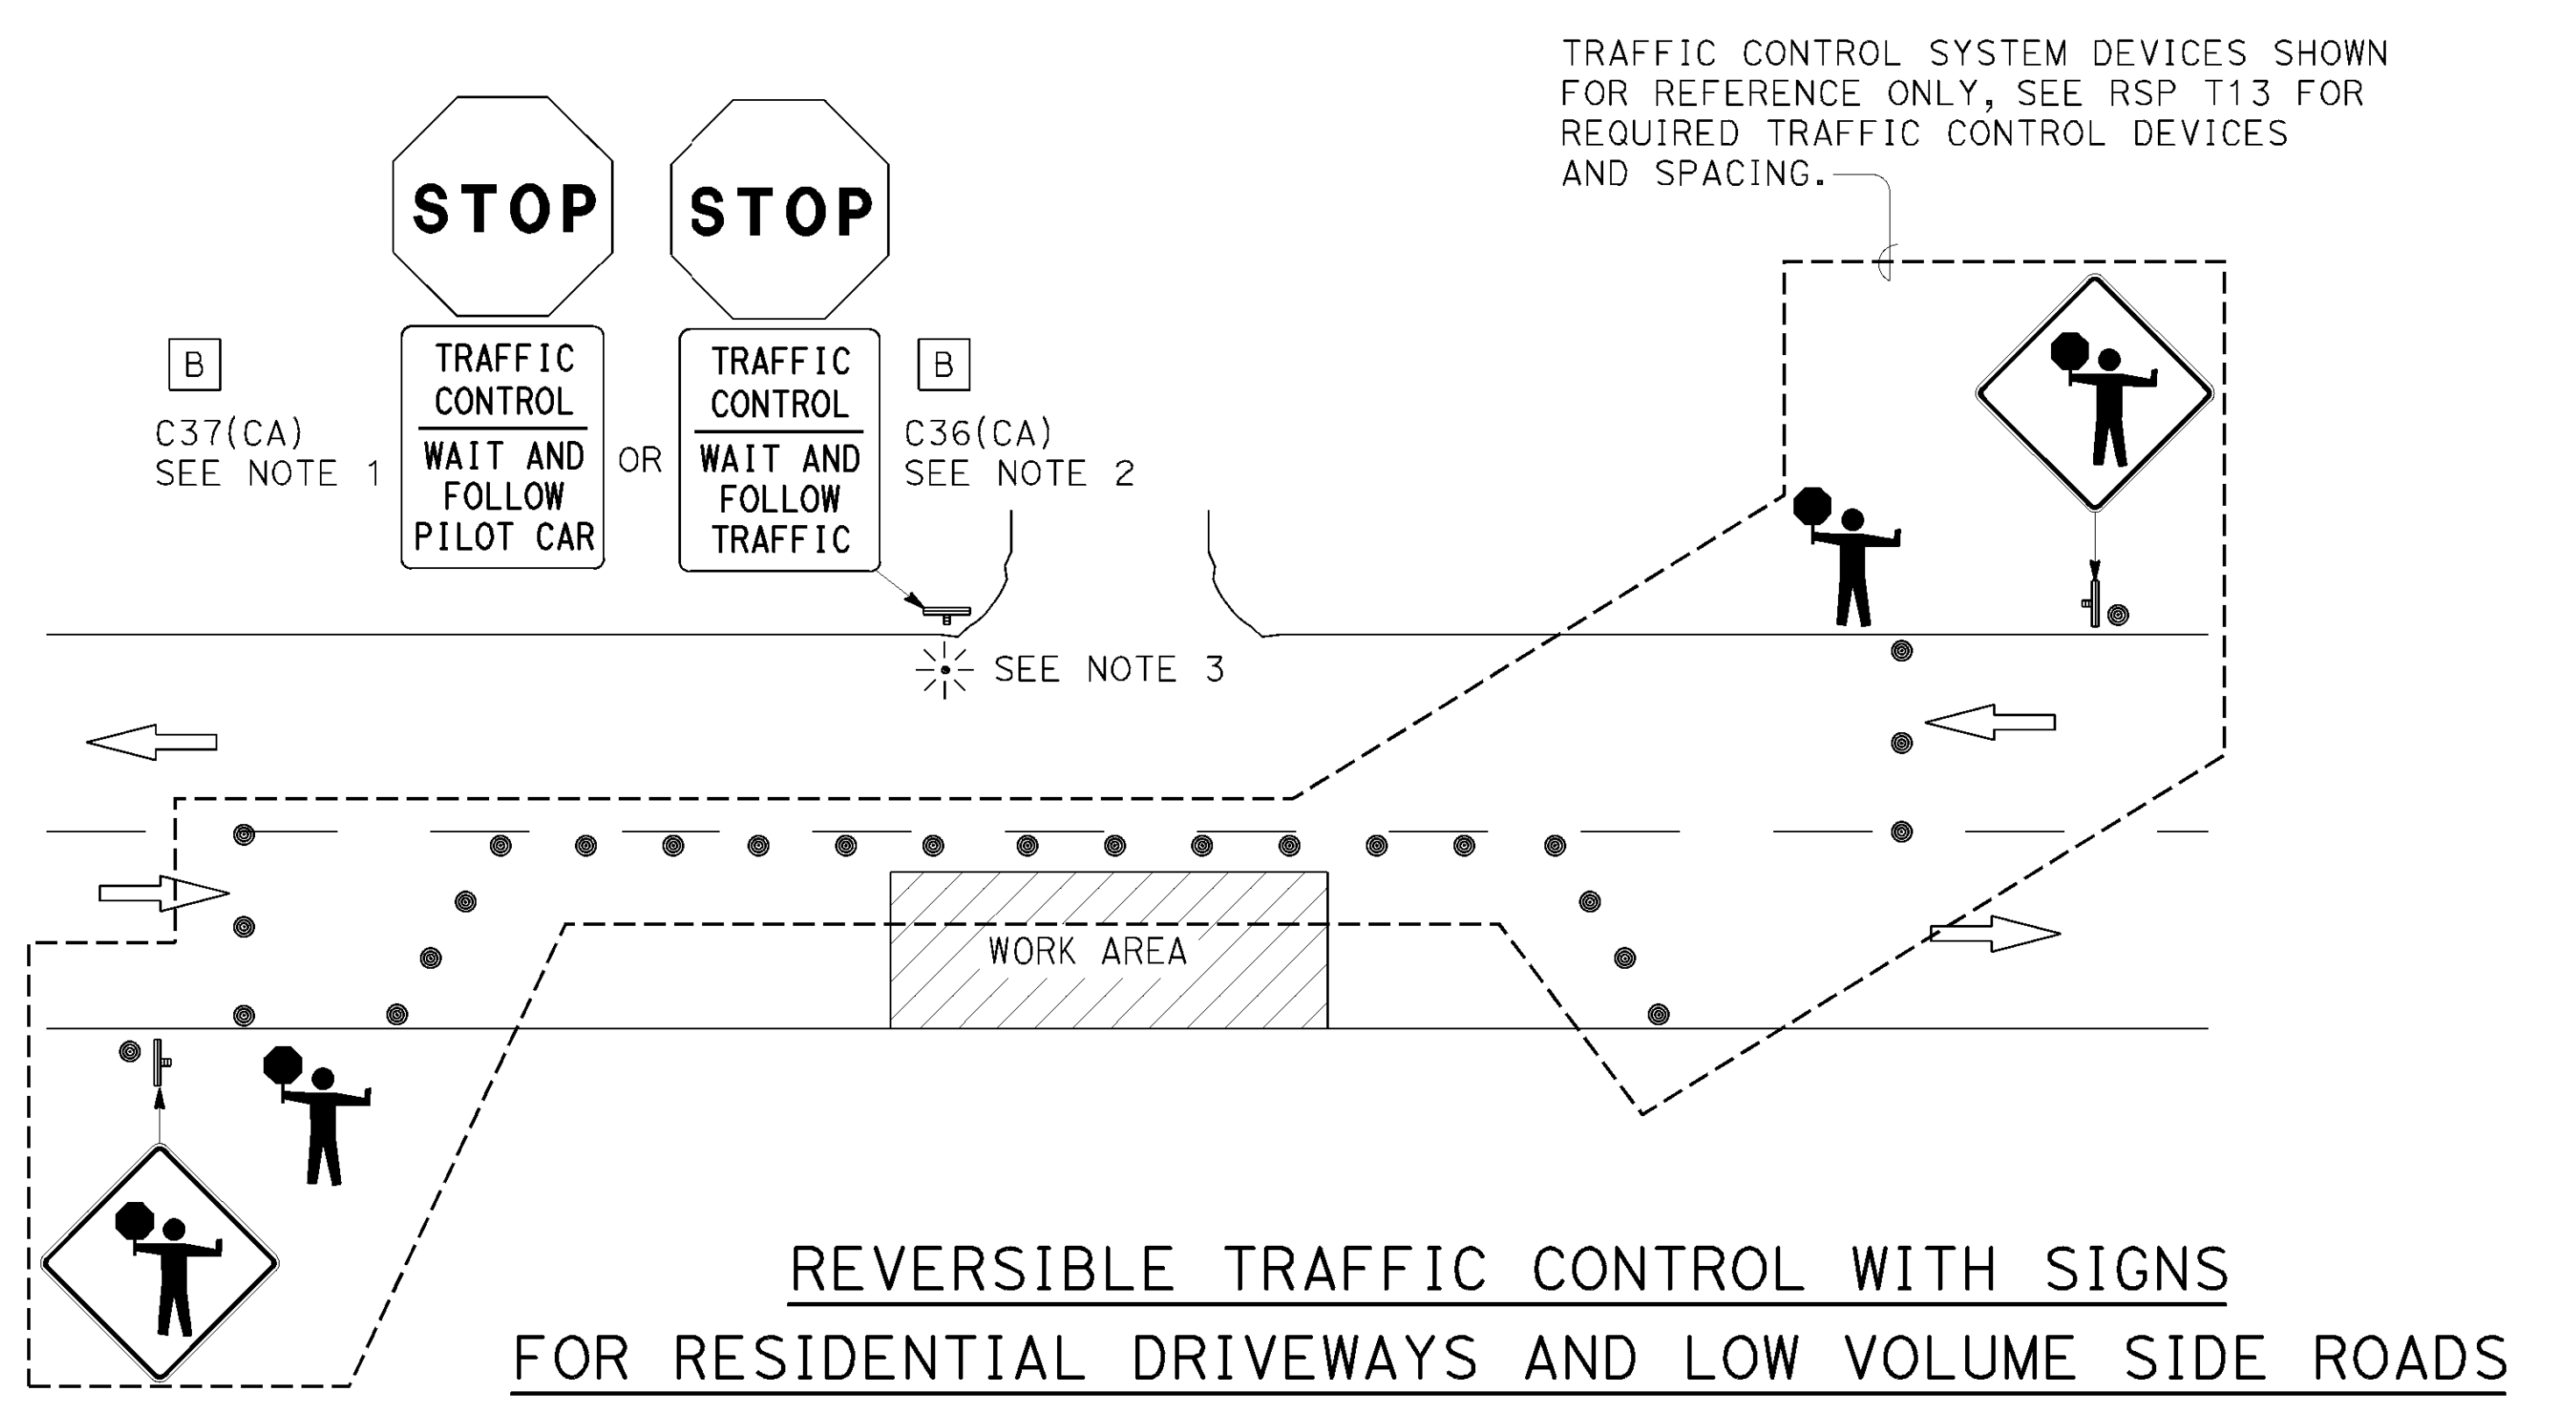 TRAFFIC CONTROL SYSTEM DEVICES SHOWN
FOR REFERENCE ONLY, SEE RSP T13 FOR
REQUIRED TRAFFIC CONTROL DEVICES
AND SPACING.
STOP
STOP
B
C37(CA)
SEE NOTE 1
TRAFFIC
CONTROL
WAIT AND
FOLLOW
PILOT CAR
OR
TRAFFIC
CONTROL
WAIT AND
FOLLOW
TRAFFIC
B
C36(CA)
SEE NOTE 2
SEE NOTE 3
WORK AREA
REVERSIBLE TRAFFIC CONTROL WITH SIGNS
FOR RESIDENTIAL DRIVEWAYS AND LOW VOLUME SIDE ROADS